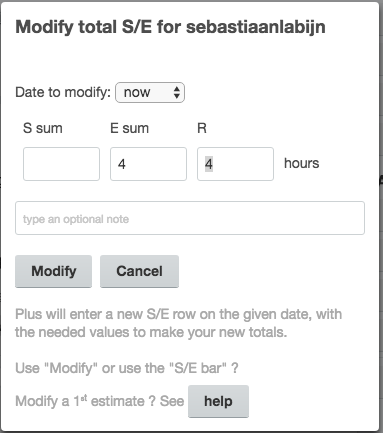 Modify total S/E for sebastiaanlabijn
Date to modify: now
S sum E sum R
4 4 hours
type an optional note
Modify Cancel
Plus will enter a new S/E row on the given date, with
the needed values to make your new totals.
Use "Modify" or use the "S/E bar" ?
Modify a 1st estimate ? See help